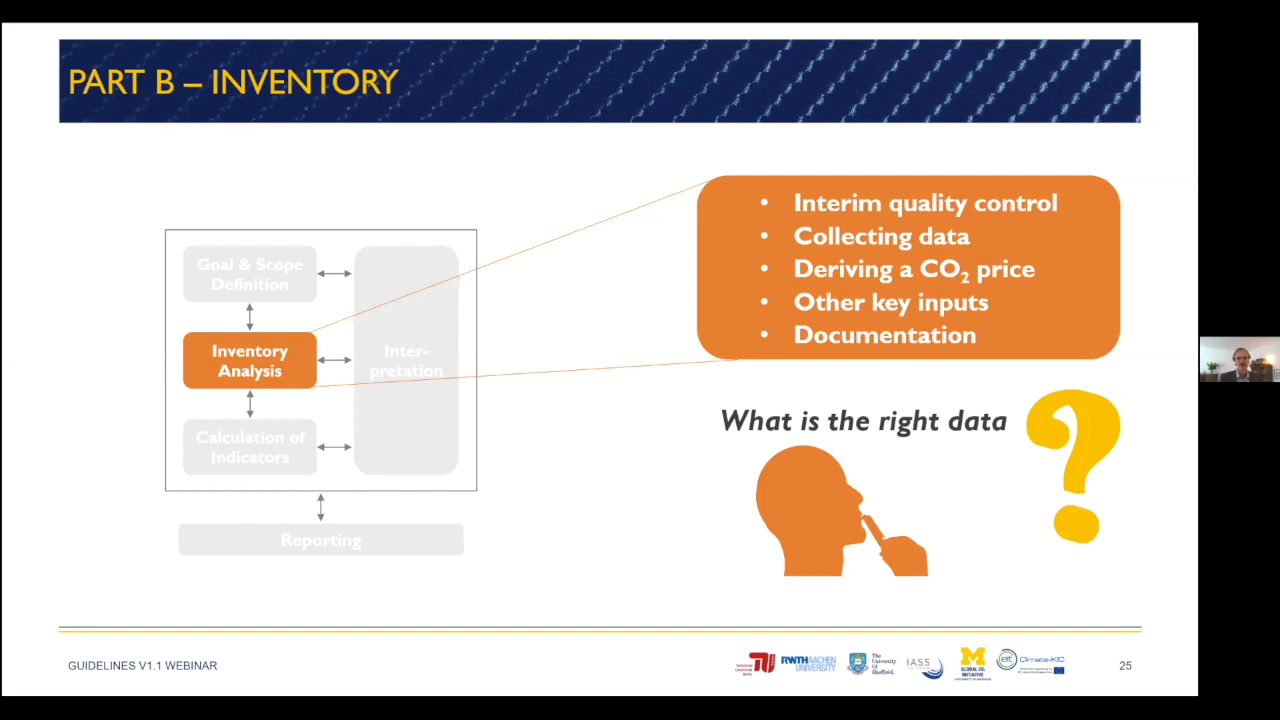 PART B – INVENTORY
Goal & Scope
Definition
Inventory
Analysis
Calculation of
Indicators
Inter-
pretation
Reporting
• Interim quality control
• Collecting data
• Deriving a CO₂ price
• Other key inputs
• Documentation
What is the right data
?
GUIDELINES V1.1 WEBINAR
RWTH AACHEN
UNIVERSITY
The
University
Of
Sheffield.
IASS
M
GLOBAL CO₂
INITIATIVE
eit
Climate-KIC
25